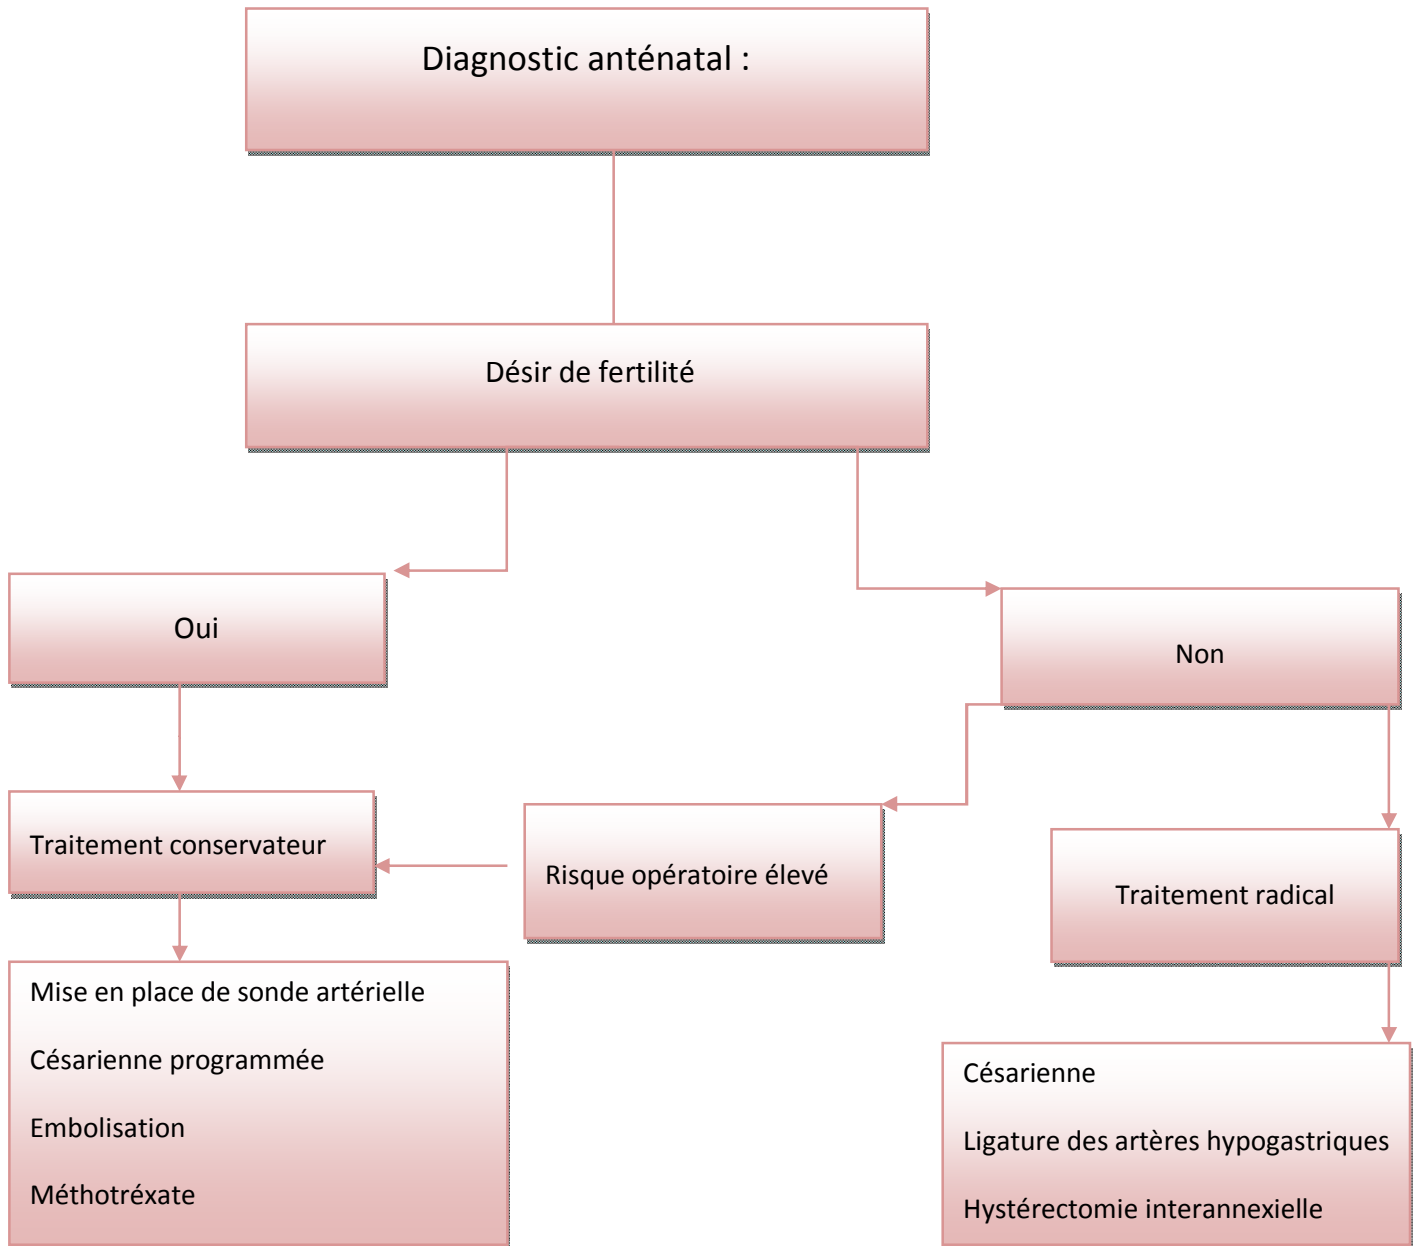 Diagnostic anténatal :
Désir de fertilité
Oui
Non
Traitement conservateur
Risque opératoire élevé
Traitement radical
Mise en place de sonde artérielle
Césarienne programmée
Embolisation
Méthotréxate
Césarienne
Ligature des artères hypogastriques
Hystérectomie interannexielle